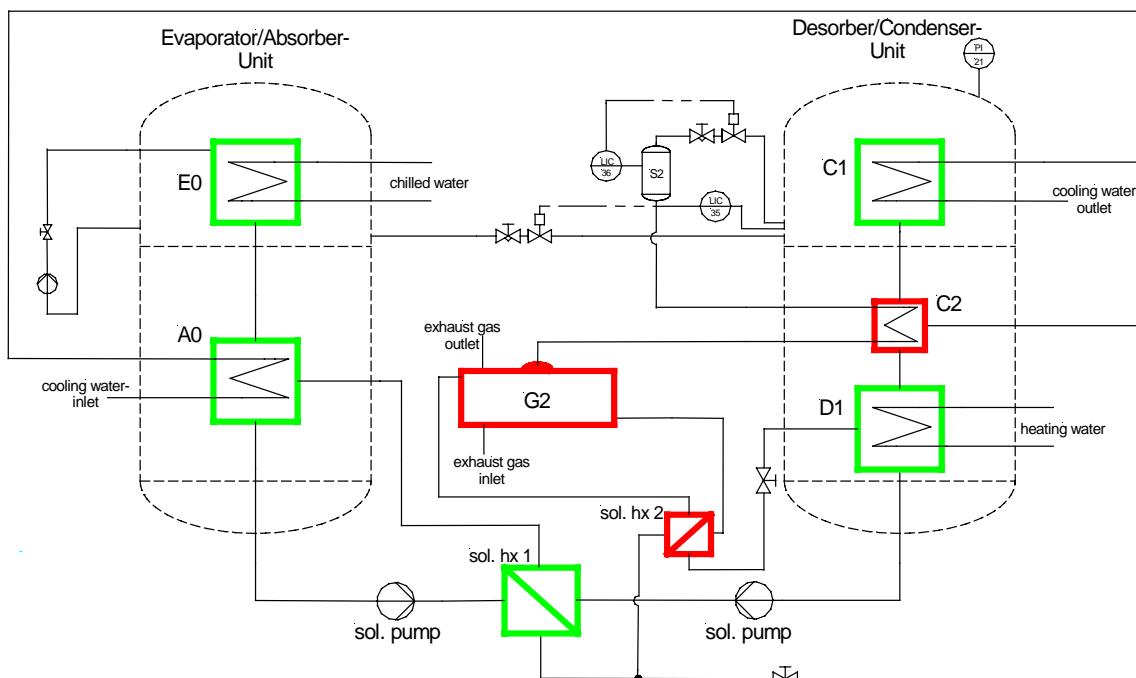 Evaporator/Absorber-
Unit
Desorber/Condenser-
Unit
PI
21
LIC
36
S2
E0
chilled water
C1
cooling water
outlet
LIC
35
A0
C2
exhaust gas
outlet
cooling water-
inlet
G2
D1
heating water
exhaust gas
inlet
sol. hx 2
sol. hx 1
sol. pump
sol. pump